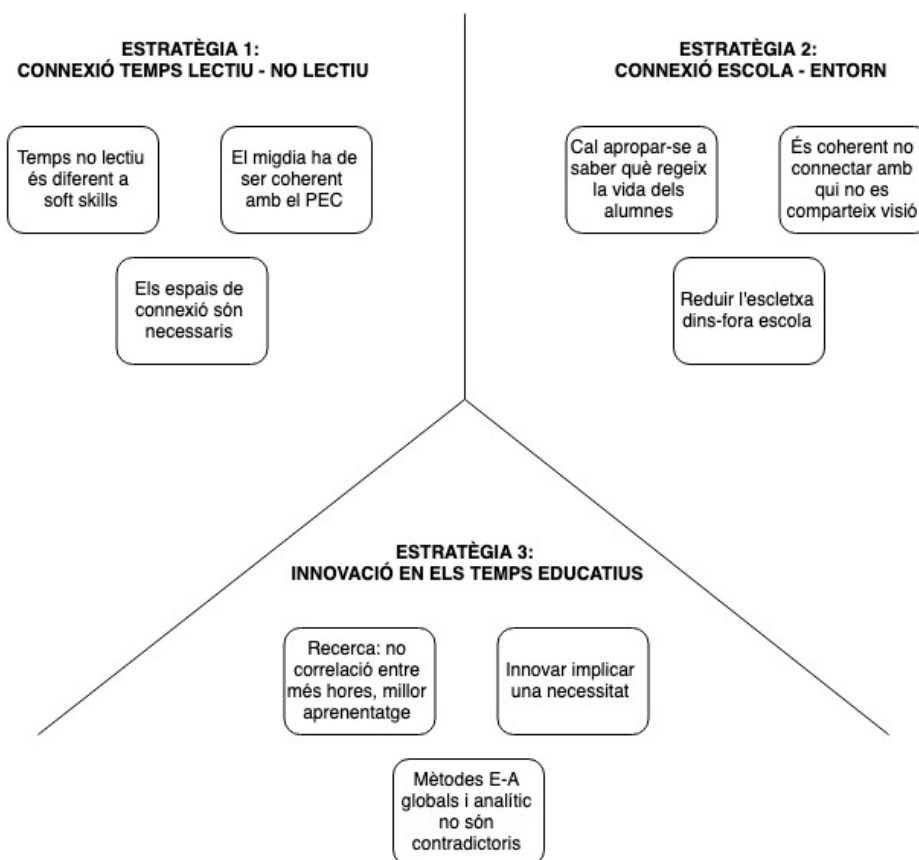 ESTRATÈGIA 1:
CONNEXIÓ TEMPS LECTIU - NO LECTIU
Temps no lectiu
és diferent a
soft skills
El migdia ha de
ser coherent
amb el PEC
Els espais de
connexió són
necessaris
ESTRATÈGIA 2:
CONNEXIÓ ESCOLA - ENTORN
Cal apropar-se a
saber què regeix
la vida dels
alumnes
És coherent no
connectar amb
qui no es
comparteix visió
Reduir l'escletxa
dins-fora escola
ESTRATÈGIA 3:
INNOVACIÓ EN ELS TEMPS EDUCATIUS
Recerca: no
correlació entre
més hores, millor
aprenentatge
Innovar implicar
una necessitat
Mètodes E-A
globals i analític
no són
contradictoris